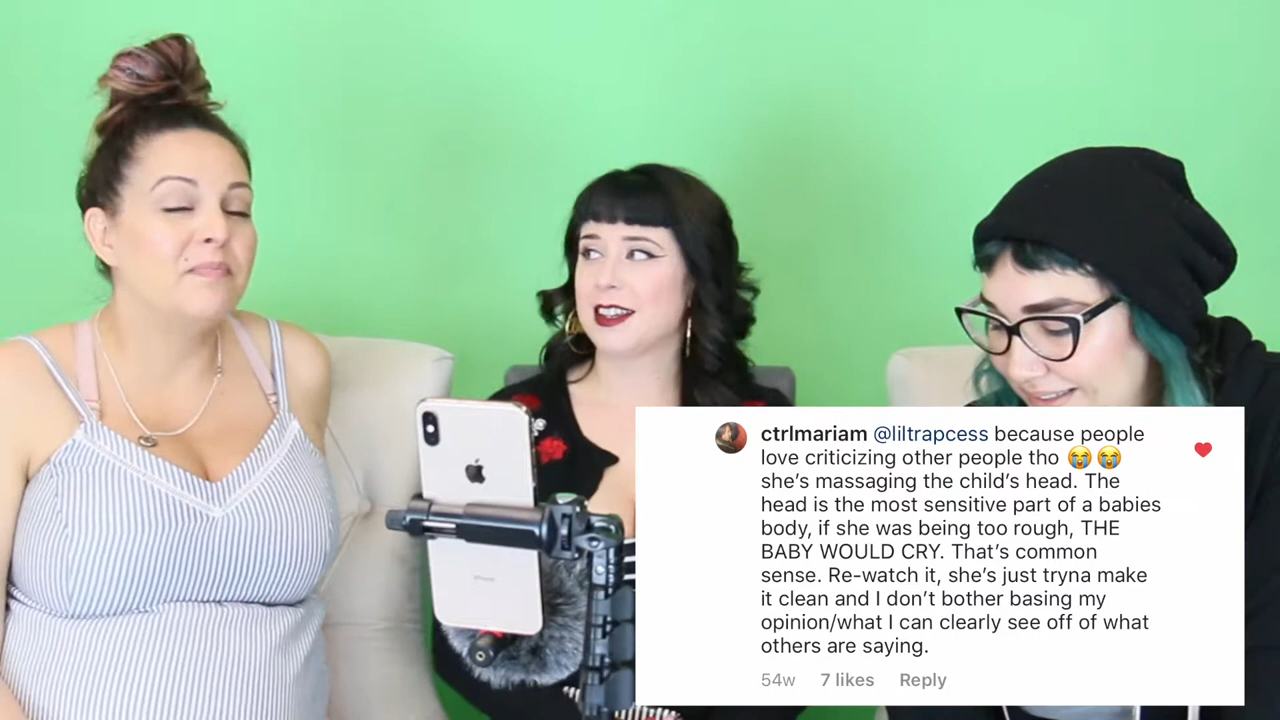 ctrlmariam @liltrapcess because people
love criticizing other people tho 😭😭
she's massaging the child's head. The
head is the most sensitive part of a babies
body, if she was being too rough, THE
BABY WOULD CRY. That's common
sense. Re-watch it, she's just tryna make
it clean and I don't bother basing my
opinion/what I can clearly see off of what
others are saying.
54w 7 likes Reply
iPhone